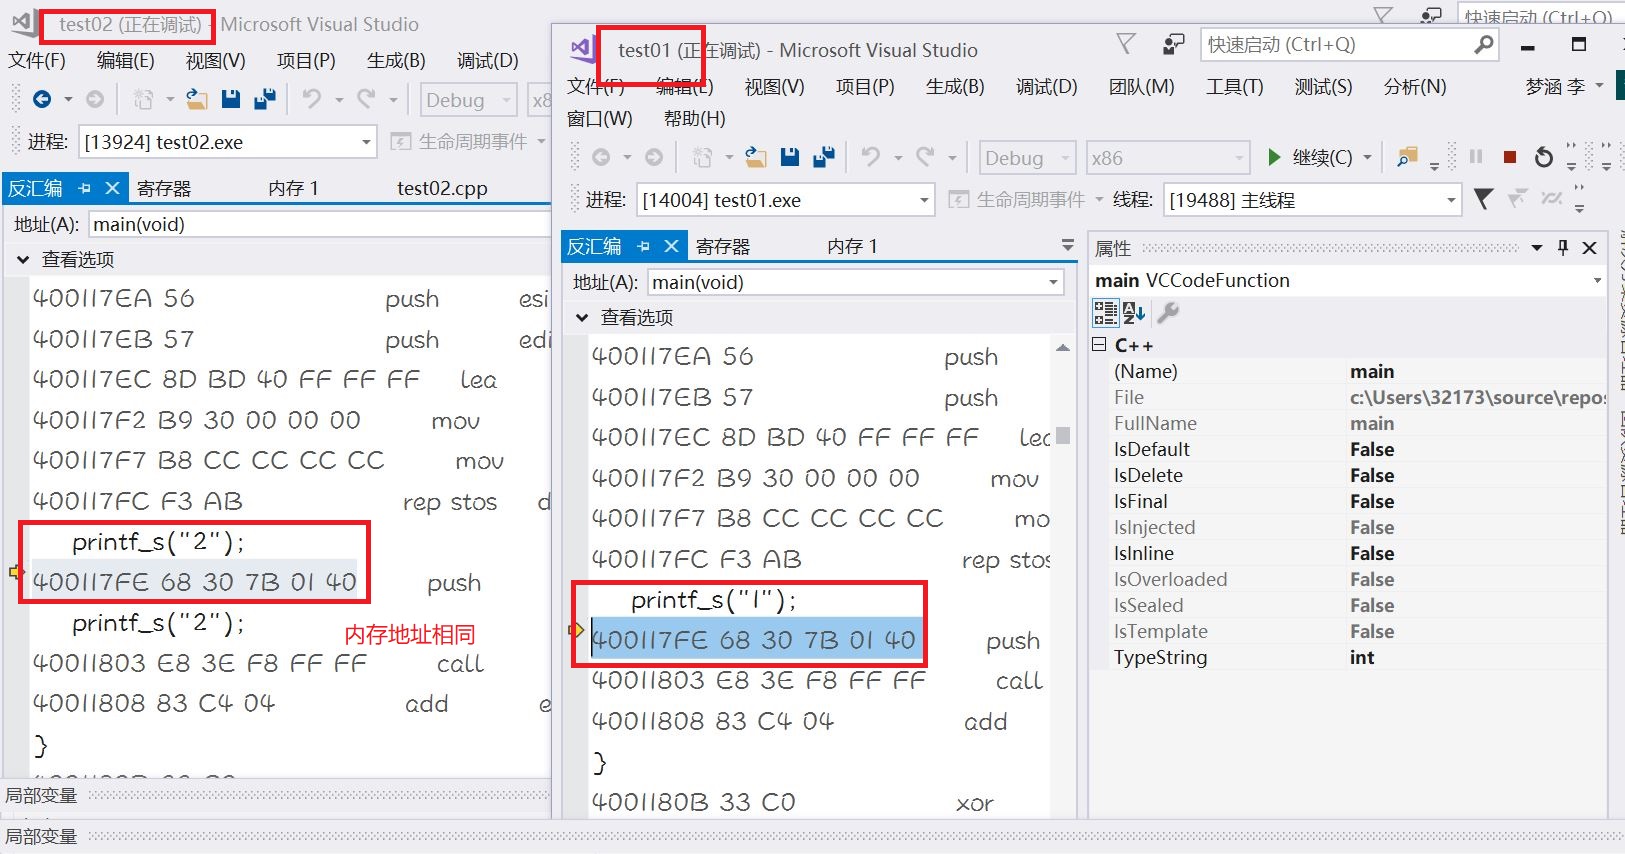 test02 (正在调试) - Microsoft Visual Studio
文件(F) 编辑(E) 视图(V) 项目(P) 生成(B) 调试(D)
Debug x8
进程: [13924] test02.exe 生命周期事件
反汇编 寄存器 内存 1 test02.cpp
地址(A): main(void)
查看选项
400117EA 56 push esi
400117EB 57 push edi
400117EC 8D BD 40 FF FF FF lea
400117F2 B9 30 00 00 00 mov
400117F7 B8 CC CC CC CC mov
400117FC F3 AB rep stos d
printf_s("2");
400117FE 68 30 7B 01 40 push
printf_s("2");
内存地址相同
40011803 E8 3E F8 FF FF call
40011808 83 C4 04 add e
}
局部变量
局部变量
快速启动 (Ctrl+Q)
test01 (正在调试) - Microsoft Visual Studio
快速启动 (Ctrl+Q)
文件(F) 编辑(E) 视图(V) 项目(P) 生成(B) 调试(D) 团队(M) 工具(T) 测试(S) 分析(N) 梦涵 李
窗口(W) 帮助(H)
Debug x86 继续(C)
进程: [14004] test01.exe 生命周期事件 线程: [19488] 主线程
反汇编 寄存器 内存 1
地址(A): main(void)
查看选项
400117EA 56 push
400117EB 57 push
400117EC 8D BD 40 FF FF FF lea
400117F2 B9 30 00 00 00 mov
400117F7 B8 CC CC CC CC mo
400117FC F3 AB rep stos
printf_s("1");
400117FE 68 30 7B 01 40 push
40011803 E8 3E F8 FF FF call
40011808 83 C4 04 add
}
4001180B 33 C0 xor
属性
main VCCodeFunction
C++
(Name) main
File c:\Users\32173\source\repos
FullName main
IsDefault False
IsDelete False
IsFinal False
IsInjected False
IsInline False
IsOverloaded False
IsSealed False
IsTemplate False
TypeString int